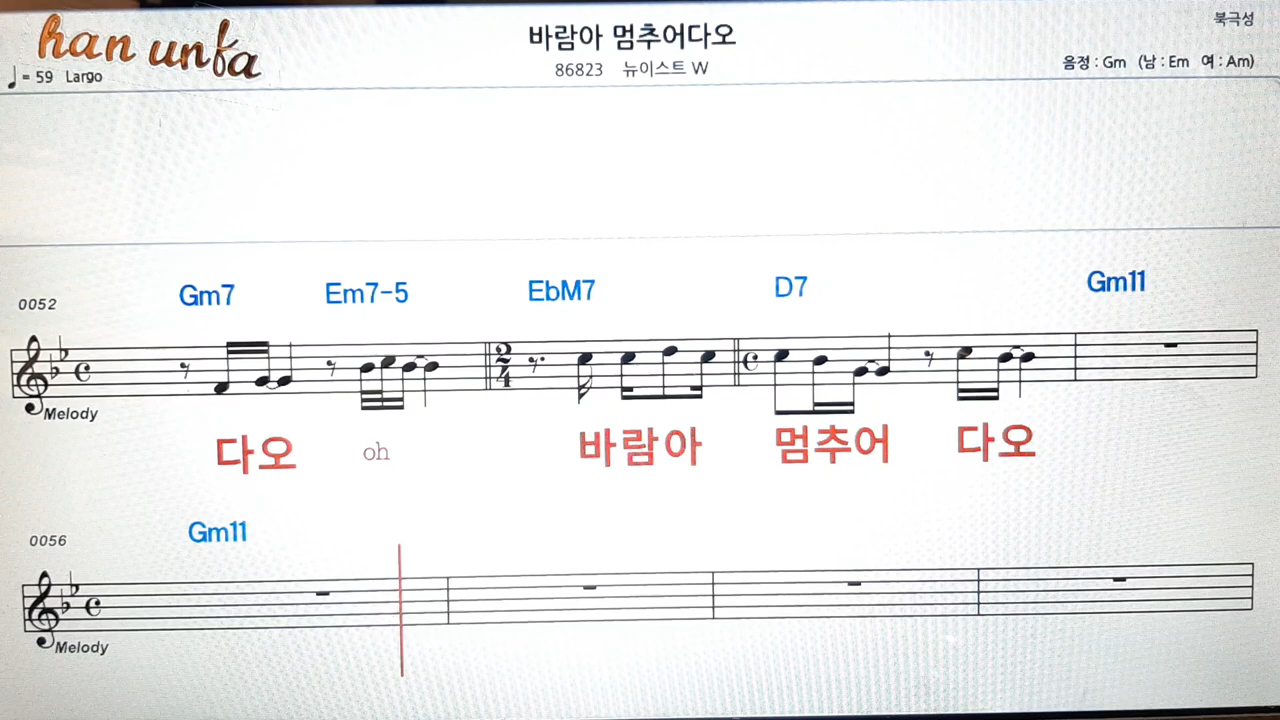 han unfa
바람아 멈추어다오
북극성
♩= 59 Largo
86823 뉴이스트 W
음정 : Gm (남 : Em 여 : Am)
0052
Gm7 Em7-5 EbM7 D7 Gm11
2
4
Melody
다오 oh 바람아 멈추어 다오
0056
Gm11
Melody